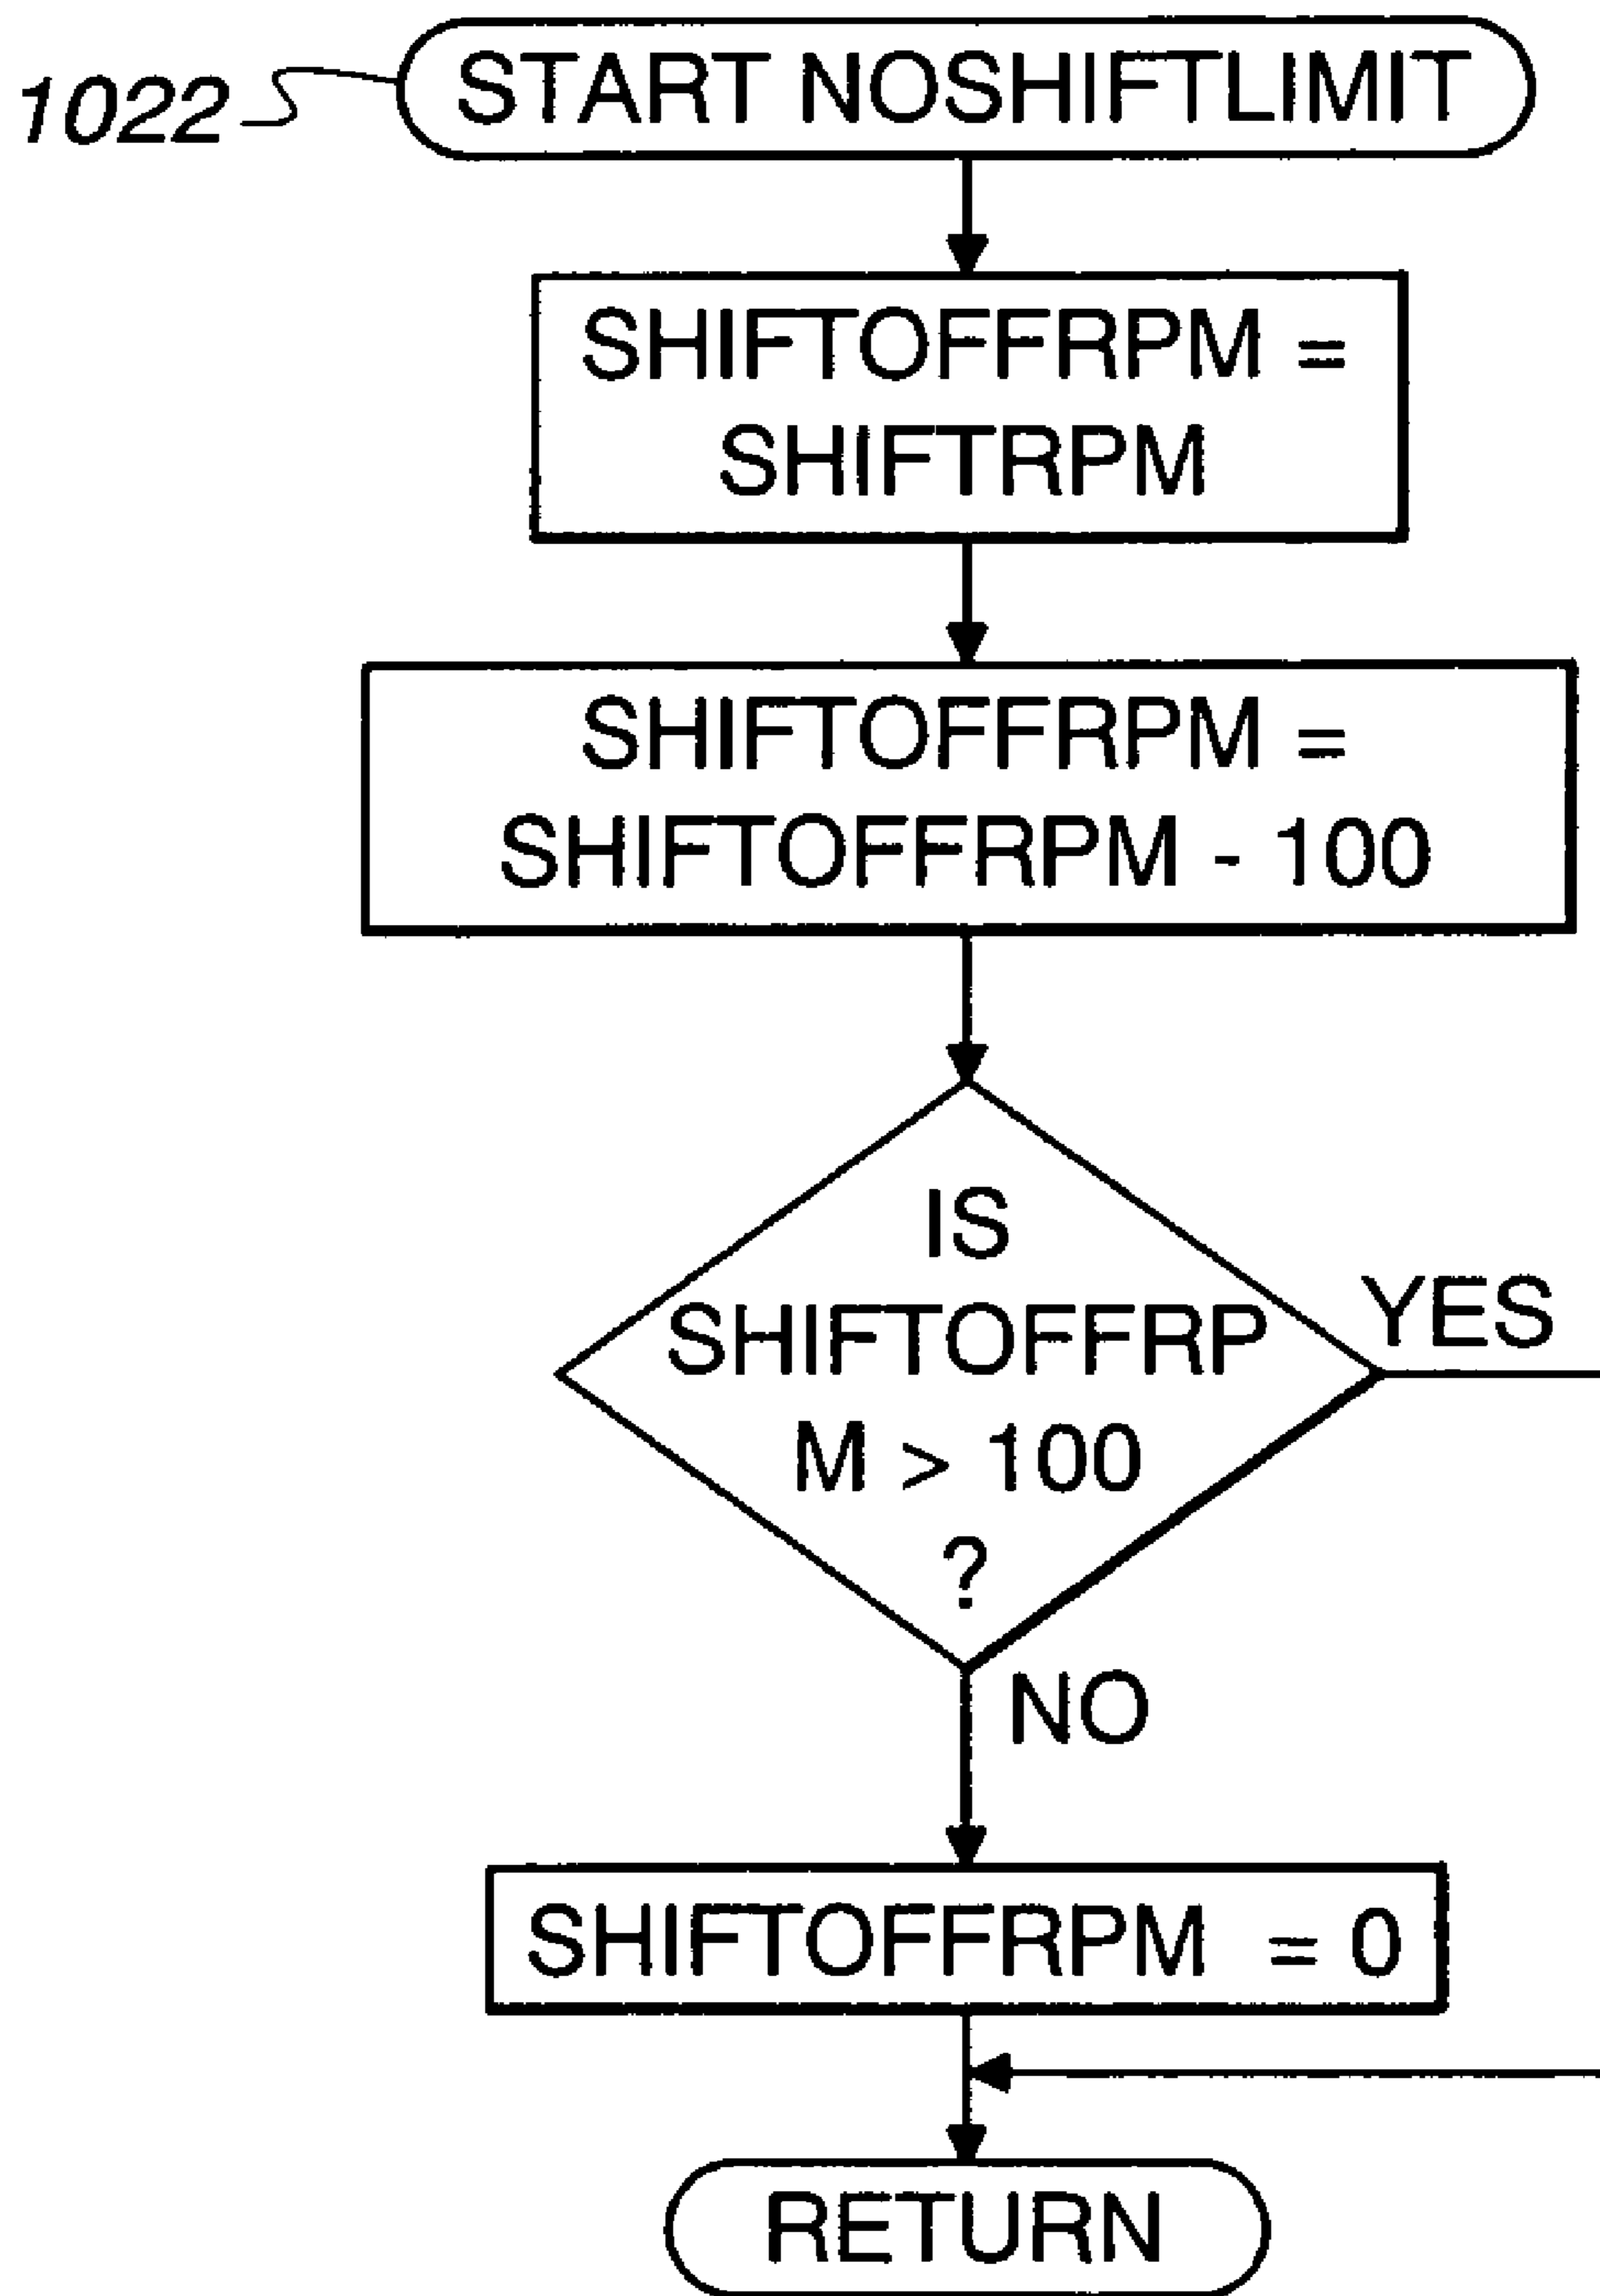 1022
START NOSHIFTLIMIT
SHIFTOFFRPM =
SHIFTRPM
SHIFTOFFRPM =
SHIFTOFFRPM - 100
IS
SHIFTOFFRP
M > 100
?
YES
NO
SHIFTOFFRPM = 0
RETURN